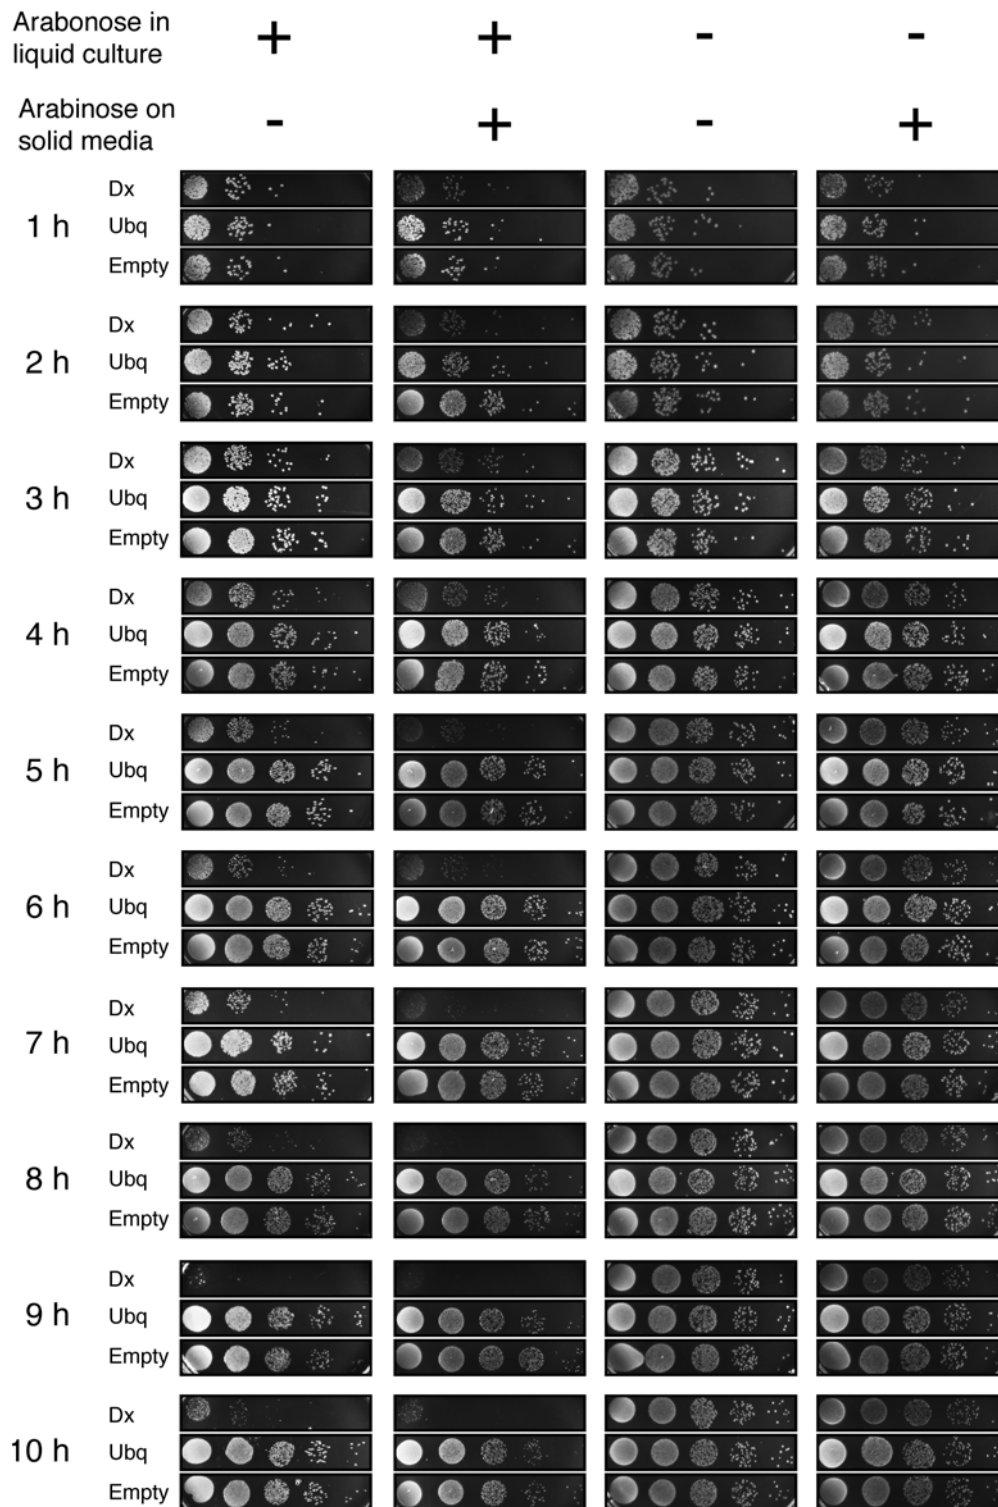 Arabonose in
liquid culture
+ + - -
Arabinose on
solid media
- + - +
1 h
Dx
Ubq
Empty
2 h
Dx
Ubq
Empty
3 h
Dx
Ubq
Empty
4 h
Dx
Ubq
Empty
5 h
Dx
Ubq
Empty
6 h
Dx
Ubq
Empty
7 h
Dx
Ubq
Empty
8 h
Dx
Ubq
Empty
9 h
Dx
Ubq
Empty
10 h
Dx
Ubq
Empty